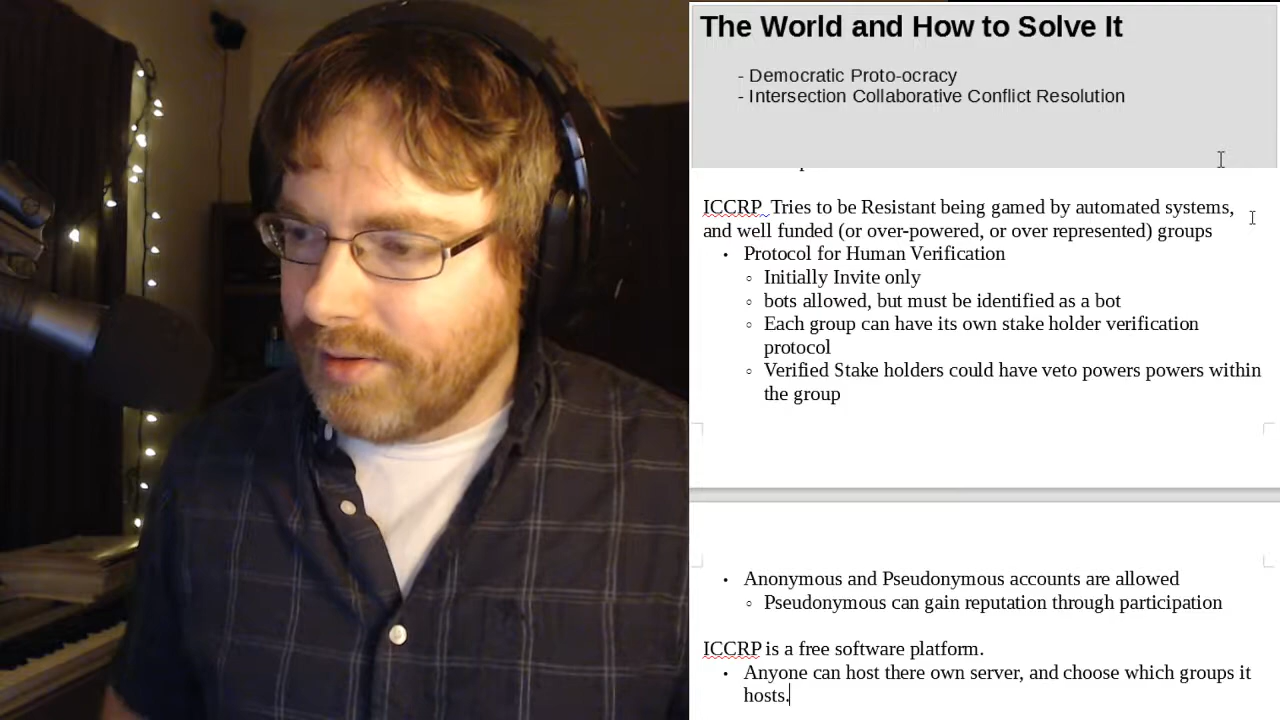 The World and How to Solve It
- Democratic Proto-ocracy
- Intersection Collaborative Conflict Resolution
ICCRP  Tries to be Resistant being gamed by automated systems,
and well funded (or over-powered, or over represented) groups
• Protocol for Human Verification
◦ Initially Invite only
◦ bots allowed, but must be identified as a bot
◦ Each group can have its own stake holder verification
protocol
◦ Verified Stake holders could have veto powers powers within
the group
• Anonymous and Pseudonymous accounts are allowed
◦ Pseudonymous can gain reputation through participation
ICCRP is a free software platform.
• Anyone can host there own server, and choose which groups it
hosts.